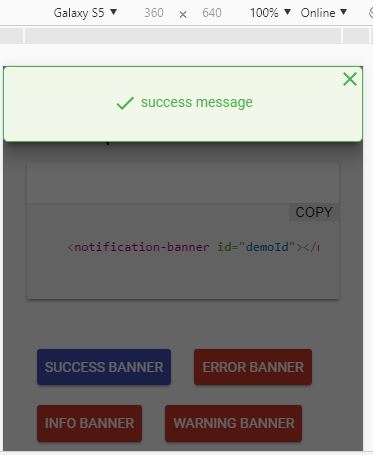 Galaxy S5 ▼ 360 × 640 100% ▼ Online ▼
success message
COPY
<notification-banner id="demoId"></
SUCCESS BANNER ERROR BANNER
INFO BANNER WARNING BANNER